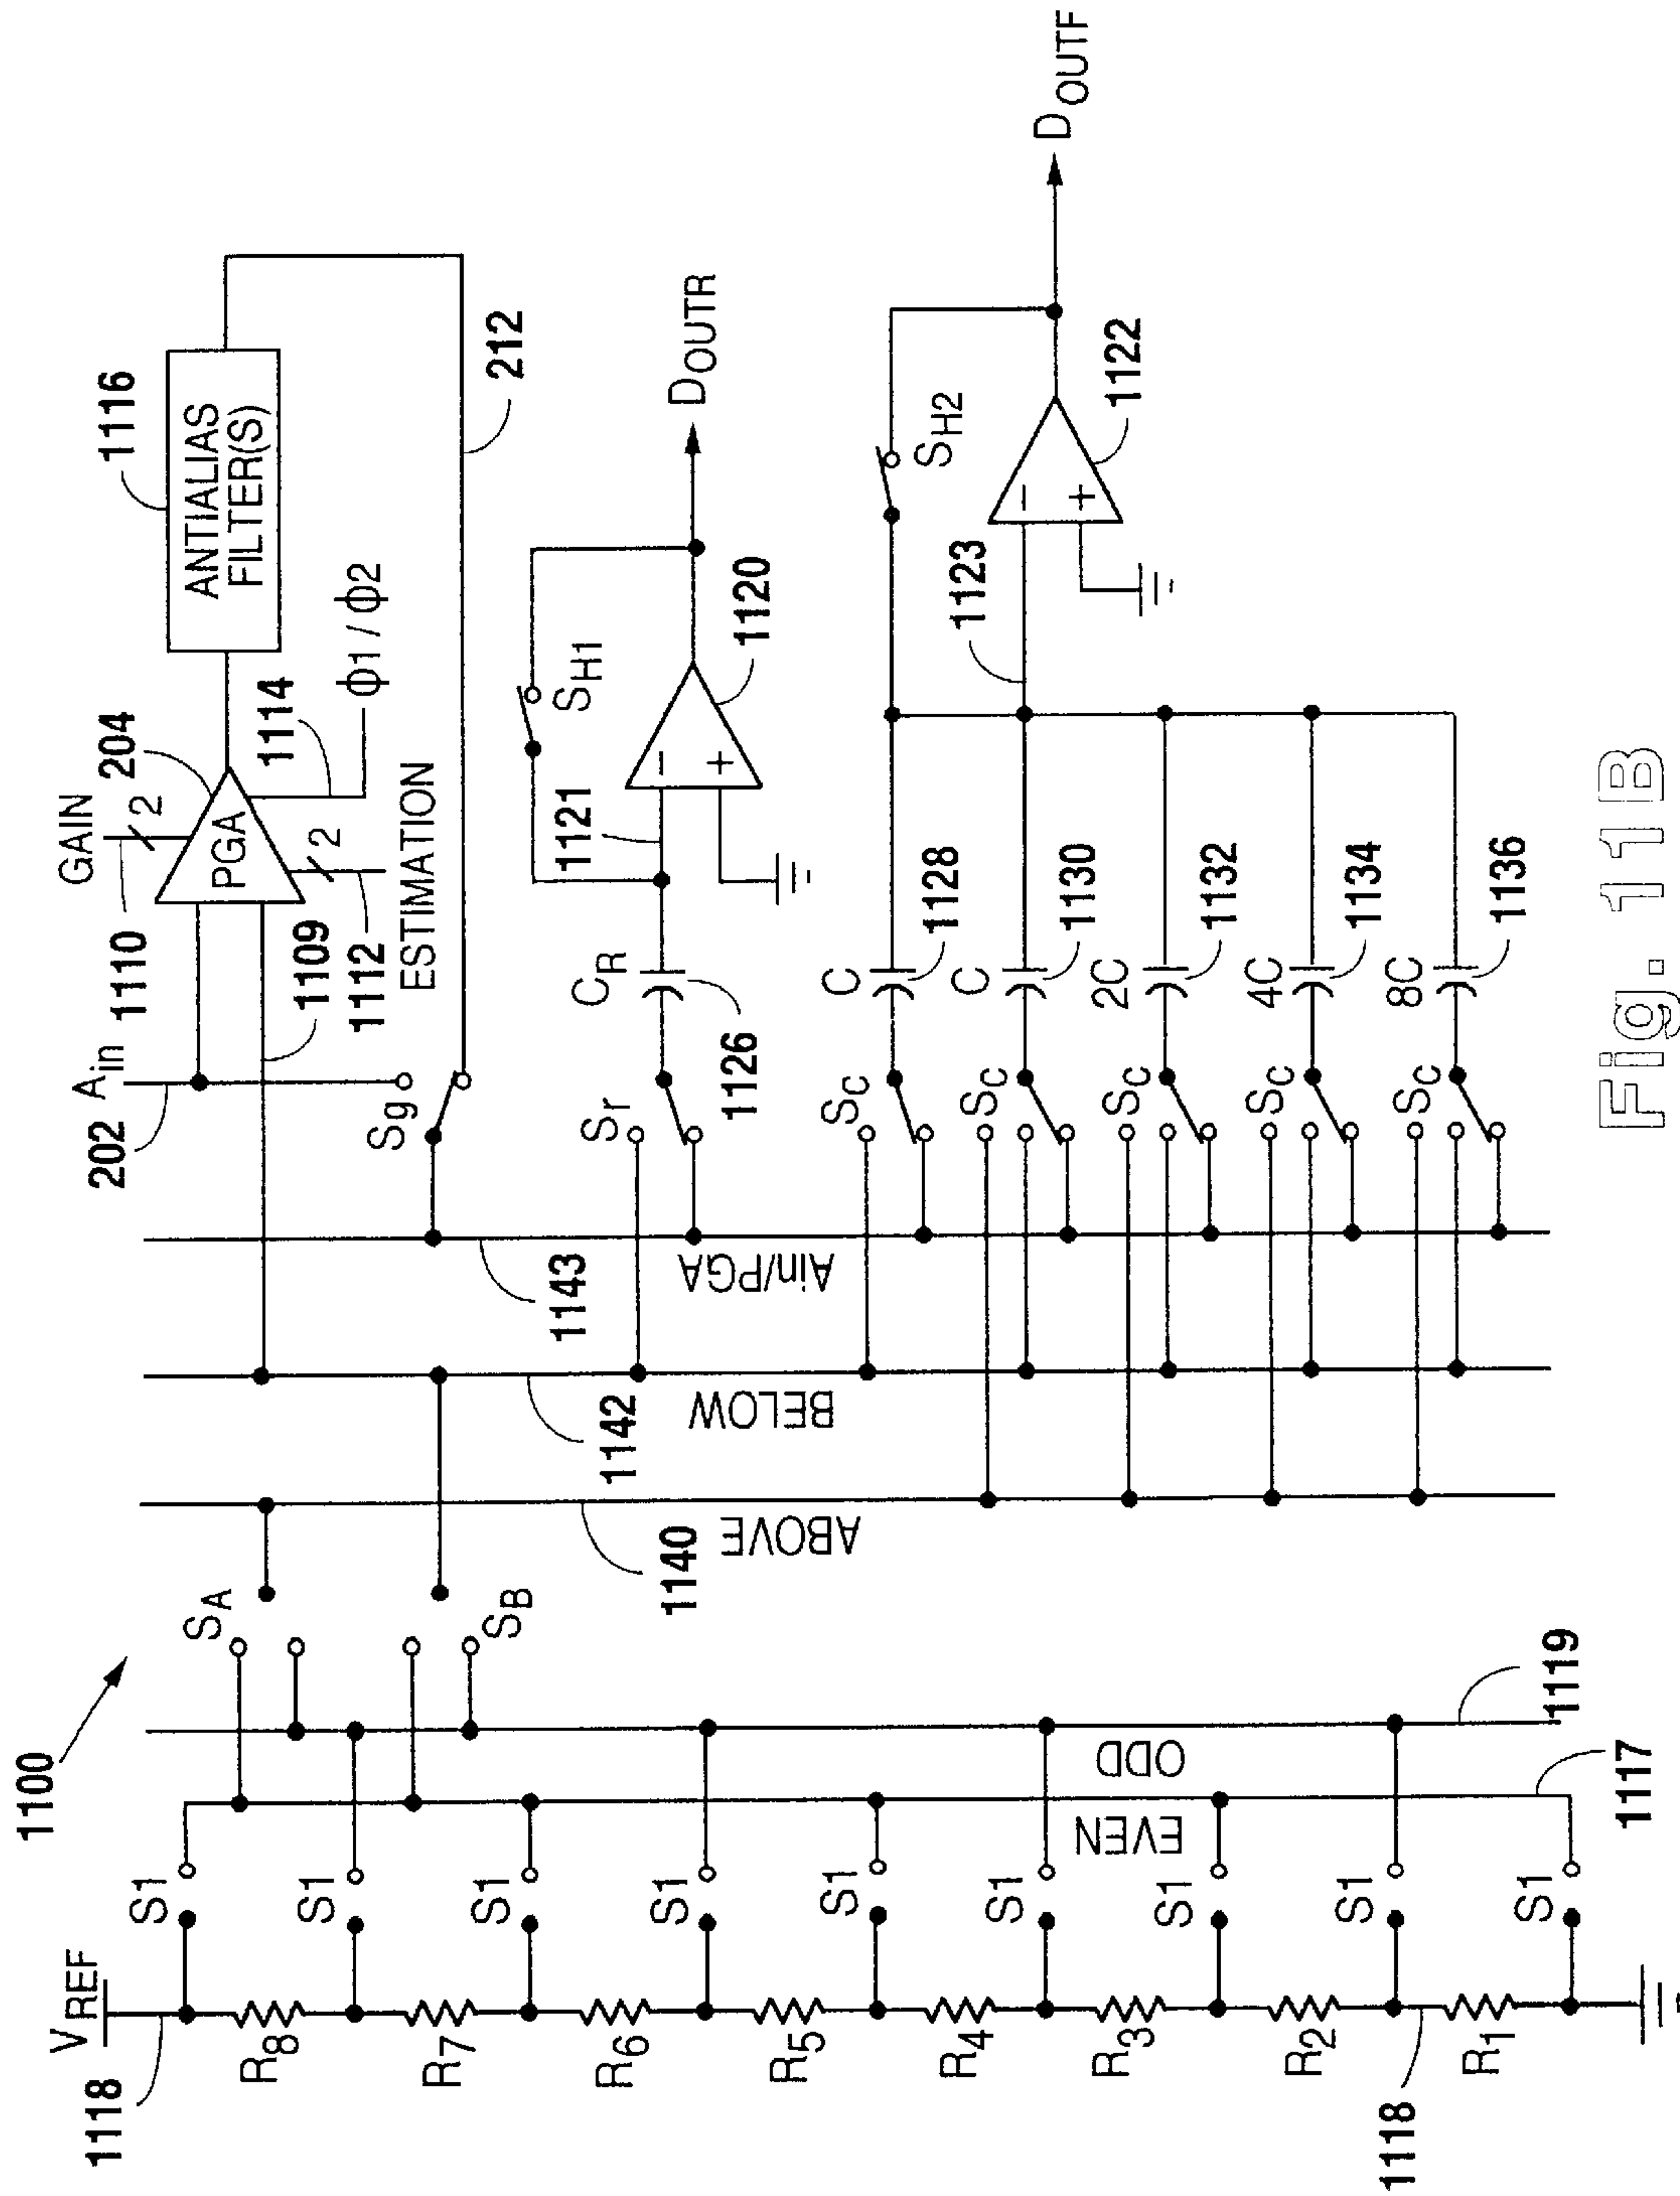 1100
V REF
1118
S1
S1
S1
S1
S1
S1
S1
S1
S1
R8
R7
R6
R5
R4
R3
R2
R1
1118
EVEN
ODD
1117
1119
SA
SB
ABOVE
1140
BELOW
1142
Ain/PGA
1143
202
Ain
1110
GAIN
2
204
PGA
1109
1112
2
ESTIMATION
1114
Φ1 / Φ2
1116
ANTIALIAS
FILTER(S)
212
Sg
Sr
CR
1126
1121
SH1
−
+
1120
DOUTR
Sc
C
1128
Sc
C
1130
Sc
2C
1132
Sc
4C
1134
Sc
8C
1136
1123
SH2
−
+
1122
DOUTF
Fig. 11B